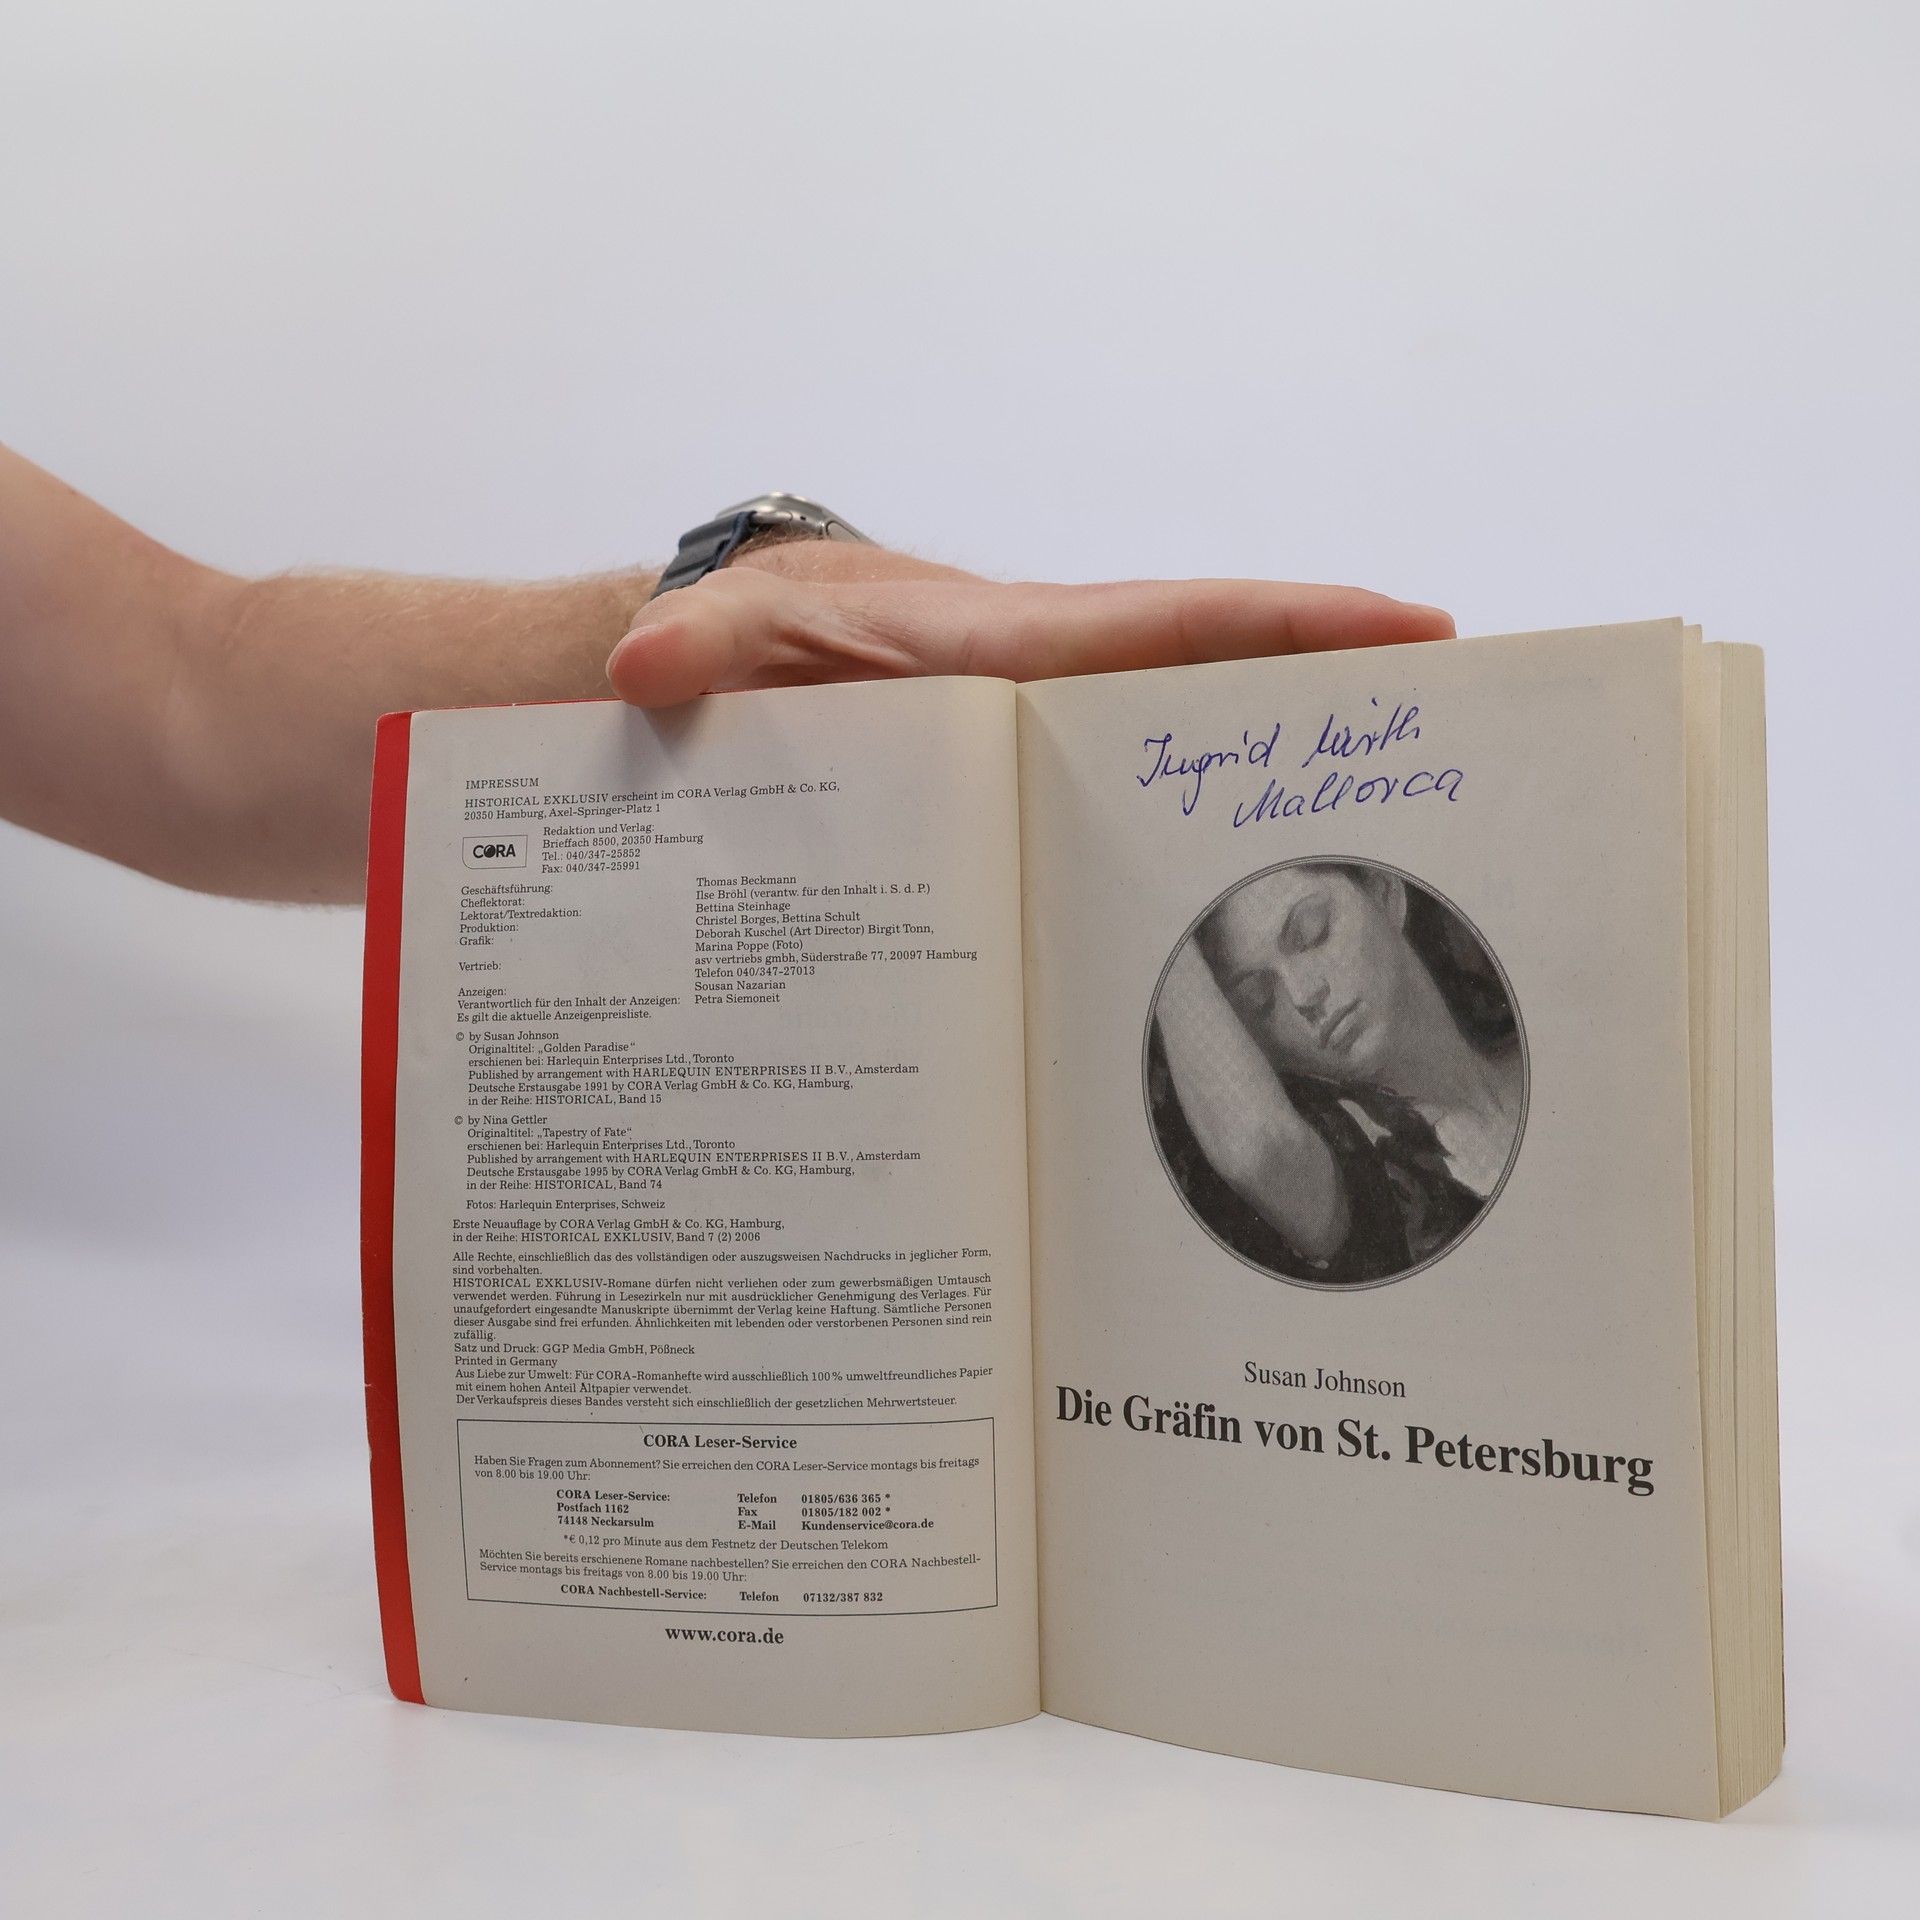 IMPRESSUM
HISTORICAL EXKLUSIV erscheint im CORA Verlag GmbH & Co. KG,
20350 Hamburg, Axel-Springer-Platz 1
CORA
Redaktion und Verlag:
Brieffach 8500, 20350 Hamburg
Tel.: 040/347-25852
Fax: 040/347-25991
Geschäftsführung: Thomas Beckmann
Cheflektorat: Ilse Bröhl (verantw. für den Inhalt i. S. d. P.)
Lektorat/Textredaktion: Bettina Steinhage
Produktion: Christel Borges, Bettina Schult
Grafik: Deborah Kuschel (Art Director) Birgit Tonn,
Marina Poppe (Foto)
Vertrieb: asv vertriebs gmbh, Süderstraße 77, 20097 Hamburg
Telefon 040/347-27013
Anzeigen: Sousan Nazarian
Verantwortlich für den Inhalt der Anzeigen: Petra Siemoneit
Es gilt die aktuelle Anzeigenpreisliste.
© by Susan Johnson
Originaltitel: „Golden Paradise“
erschienen bei: Harlequin Enterprises Ltd., Toronto
Published by arrangement with HARLEQUIN ENTERPRISES II B.V., Amsterdam
Deutsche Erstausgabe 1991 by CORA Verlag GmbH & Co. KG, Hamburg,
in der Reihe: HISTORICAL, Band 15
© by Nina Gettler
Originaltitel: „Tapestry of Fate“
erschienen bei: Harlequin Enterprises Ltd., Toronto
Published by arrangement with HARLEQUIN ENTERPRISES II B.V., Amsterdam
Deutsche Erstausgabe 1995 by CORA Verlag GmbH & Co. KG, Hamburg,
in der Reihe: HISTORICAL, Band 74
Fotos: Harlequin Enterprises, Schweiz
Erste Neuauflage by CORA Verlag GmbH & Co. KG, Hamburg,
in der Reihe: HISTORICAL EXKLUSIV, Band 7 (2) 2006
Alle Rechte, einschließlich das des vollständigen oder auszugsweisen Nachdrucks in jeglicher Form,
sind vorbehalten.
HISTORICAL EXKLUSIV-Romane dürfen nicht verliehen oder zum gewerbsmäßigen Umtausch
verwendet werden. Führung in Lesezirkeln nur mit ausdrücklicher Genehmigung des Verlages. Für
unaufgefordert eingesandte Manuskripte übernimmt der Verlag keine Haftung. Sämtliche Personen
dieser Ausgabe sind frei erfunden. Ähnlichkeiten mit lebenden oder verstorbenen Personen sind rein
zufällig.
Satz und Druck: GGP Media GmbH, Pößneck
Printed in Germany
Aus Liebe zur Umwelt: Für CORA-Romanhefte wird ausschließlich 100% umweltfreundliches Papier
mit einem hohen Anteil Altpapier verwendet.
Der Verkaufspreis dieses Bandes versteht sich einschließlich der gesetzlichen Mehrwertsteuer.
CORA Leser-Service
Haben Sie Fragen zum Abonnement? Sie erreichen den CORA Leser-Service montags bis freitags
von 8.00 bis 19.00 Uhr:
CORA Leser-Service: Telefon 01805/636 365 *
Postfach 1162 Fax 01805/182 002 *
74148 Neckarsulm E-Mail Kundenservice@cora.de
*€ 0,12 pro Minute aus dem Festnetz der Deutschen Telekom
Möchten Sie bereits erschienene Romane nachbestellen? Sie erreichen den CORA Nachbestell-
Service montags bis freitags von 8.00 bis 19.00 Uhr:
CORA Nachbestell-Service: Telefon 07132/387 832
www.cora.de
Ingrid
Mallorca
Susan Johnson
Die Gräfin von St. Petersburg